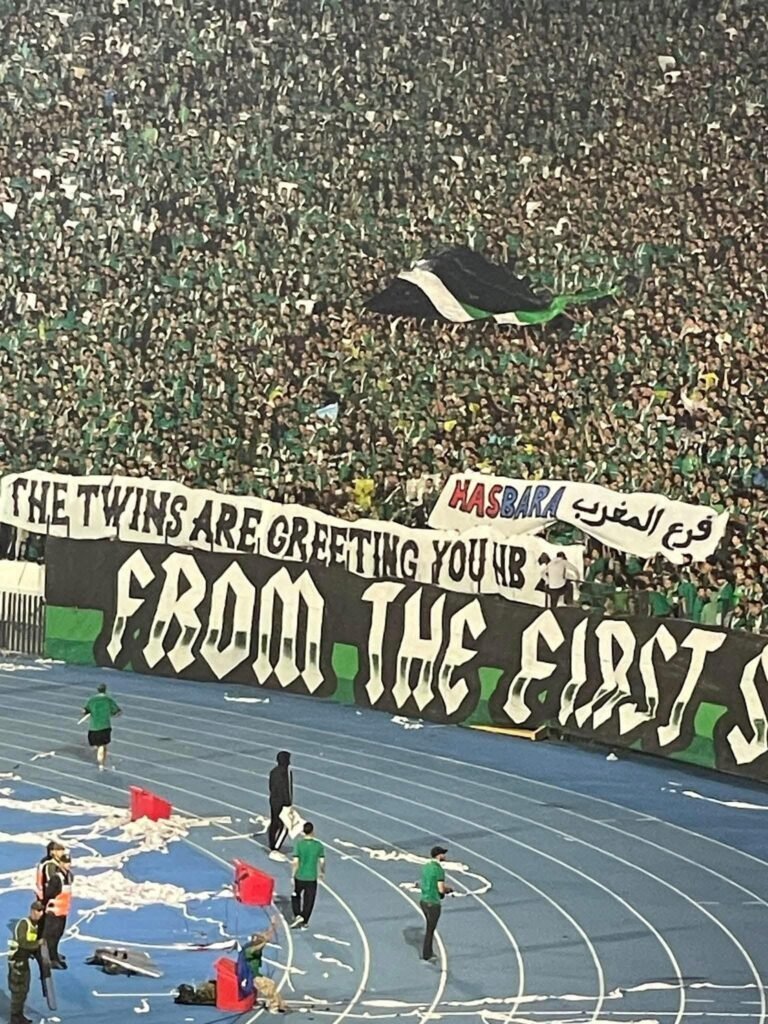 THE TWINS ARE GREETING YOU HB
HASBARA فرع المغرب
FROM THE FIRST S